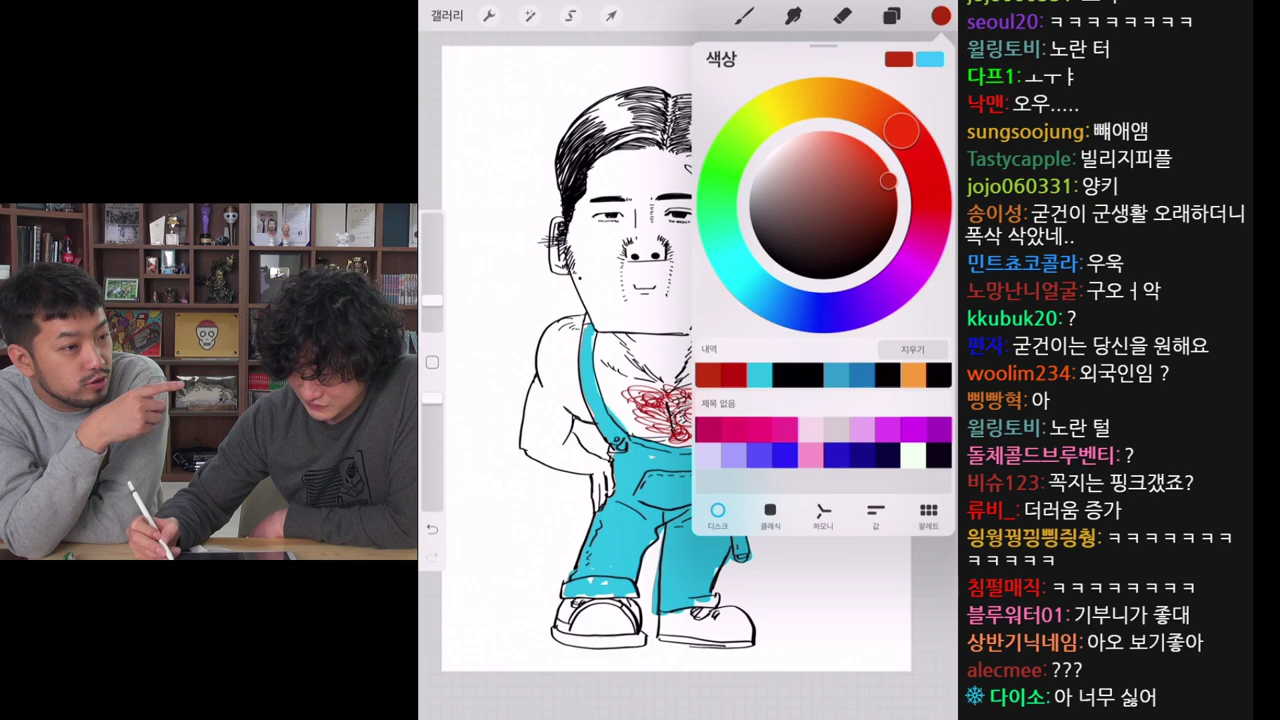 갤러리
색상
내역
지우기
제목 없음
디스크
클래식
하모니
값
팔레트
seoul20: ㅋㅋㅋㅋㅋㅋㅋㅋ
윌링토비: 노란 터
다프1: ㅗㅜㅑ
낙맨: 오우.....
sungsoojung: 빼애앰
Tastycapple: 빌리지피플
jojo060331: 양키
송이성: 굳건이 군생활 오래하더니
폭삭 삭았네..
민트쵸코콜라: 우욱
노망난니얼굴: 구오ㅓ악
kkubuk20: ?
편자: 굳건이는 당신을 원해요
woolim234: 외국인임 ?
삥빵혁: 아
윌링토비: 노란 털
돌체콜드브루벤티: ?
비슈123: 꼭지는 핑크갰죠?
류비_: 더러움 증가
ㅋㅋㅋㅋㅋㅋㅋ
ㅋㅋㅋㅋㅋ
침펄매직: ㅋㅋㅋㅋㅋㅋㅋㅋ
블루워터01: 기부니가 좋대
상반기닉네임: 아오 보기좋아
alecmee: ???
다이소: 아 너무 싫어